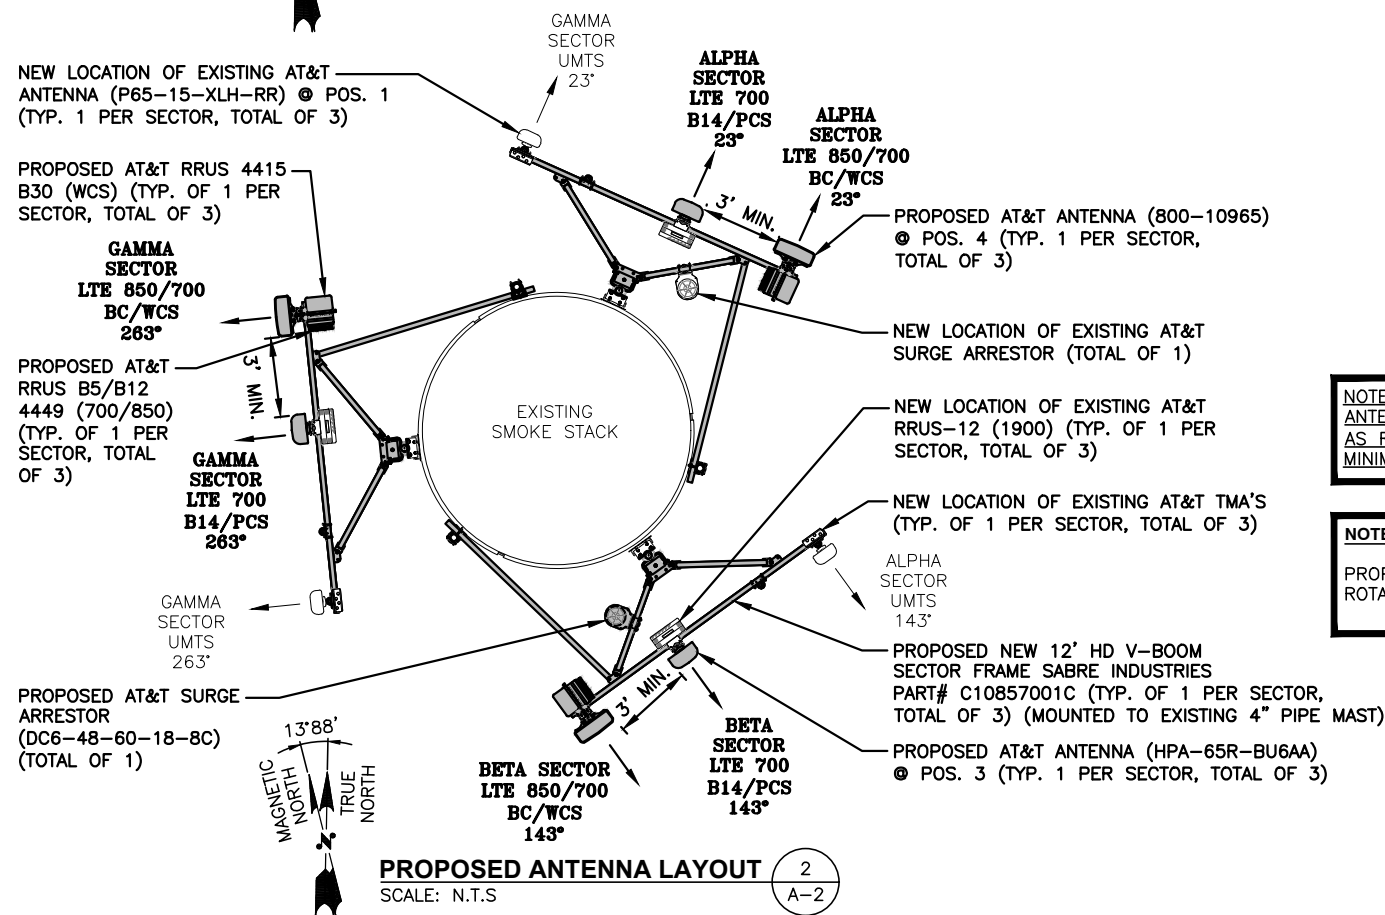 GAMMA
SECTOR
UMTS
23°
NEW LOCATION OF EXISTING AT&T
ANTENNA (P65-15-XLH-RR) @ POS. 1
(TYP. 1 PER SECTOR, TOTAL OF 3)
ALPHA
SECTOR
LTE 700
B14/PCS
23°
ALPHA
SECTOR
LTE 850/700
BC/WCS
23°
3' MIN.
PROPOSED AT&T RRUS 4415
B30 (WCS) (TYP. OF 1 PER
SECTOR, TOTAL OF 3)
PROPOSED AT&T ANTENNA (800-10965)
@ POS. 4 (TYP. 1 PER SECTOR,
TOTAL OF 3)
GAMMA
SECTOR
LTE 850/700
BC/WCS
263°
NEW LOCATION OF EXISTING AT&T
SURGE ARRESTOR (TOTAL OF 1)
PROPOSED AT&T
RRUS B5/B12
4449 (700/850)
(TYP. OF 1 PER
SECTOR, TOTAL
OF 3)
3' MIN.
EXISTING
SMOKE STACK
NEW LOCATION OF EXISTING AT&T
RRUS-12 (1900) (TYP. OF 1 PER
SECTOR, TOTAL OF 3)
GAMMA
SECTOR
LTE 700
B14/PCS
263°
NEW LOCATION OF EXISTING AT&T TMA'S
(TYP. OF 1 PER SECTOR, TOTAL OF 3)
NOTE
ANTE
AS F
MINIM
NOTE
PROP
ROTA
ALPHA
SECTOR
UMTS
143°
GAMMA
SECTOR
UMTS
263°
PROPOSED NEW 12' HD V-BOOM
SECTOR FRAME SABRE INDUSTRIES
PART# C10857001C (TYP. OF 1 PER SECTOR,
TOTAL OF 3) (MOUNTED TO EXISTING 4" PIPE MAST)
PROPOSED AT&T SURGE
ARRESTOR
(DC6-48-60-18-8C)
(TOTAL OF 1)
3' MIN.
BETA
SECTOR
LTE 700
B14/PCS
143°
PROPOSED AT&T ANTENNA (HPA-65R-BU6AA)
@ POS. 3 (TYP. 1 PER SECTOR, TOTAL OF 3)
BETA SECTOR
LTE 850/700
BC/WCS
143°
13°88'
MAGNETIC
NORTH
TRUE
NORTH
N
PROPOSED ANTENNA LAYOUT
SCALE: N.T.S
2
A-2